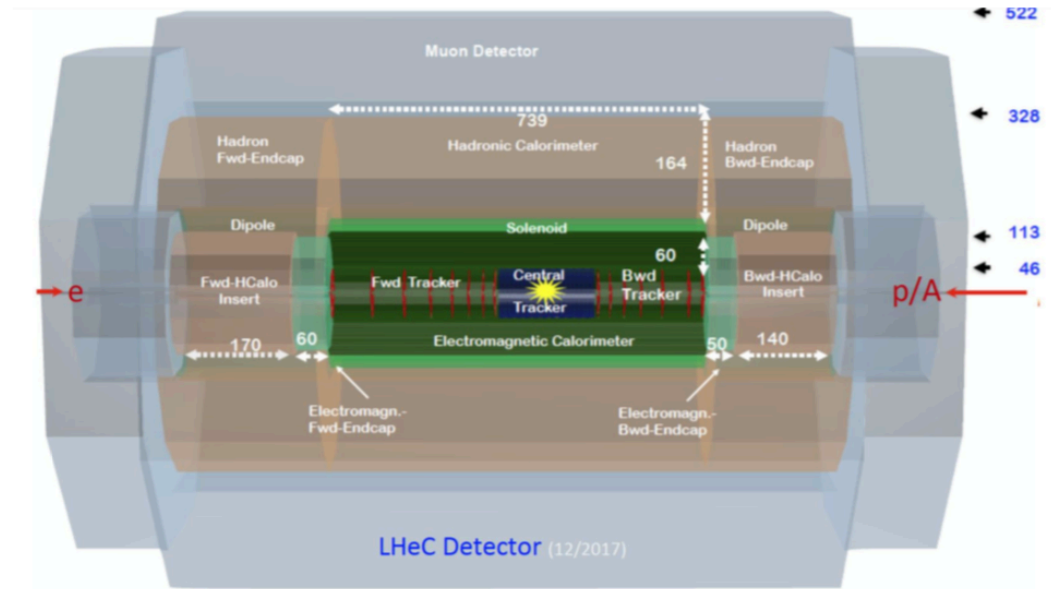 522
Muon Detector
739
328
Hadron
Fwd-Endcap
Hadronic Calorimeter
164
Hadron
Bwd-Endcap
Dipole
Solenoid
Dipole
113
60
46
e
Fwd-HCalo
Insert
Fwd Tracker
Central
Tracker
Bwd
Tracker
Bwd-HCalo
Insert
p/A
170
60
Electromagnetic Calorimeter
50
140
Electromagn.-
Fwd-Endcap
Electromagn.-
Bwd-Endcap
LHeC Detector (12/2017)